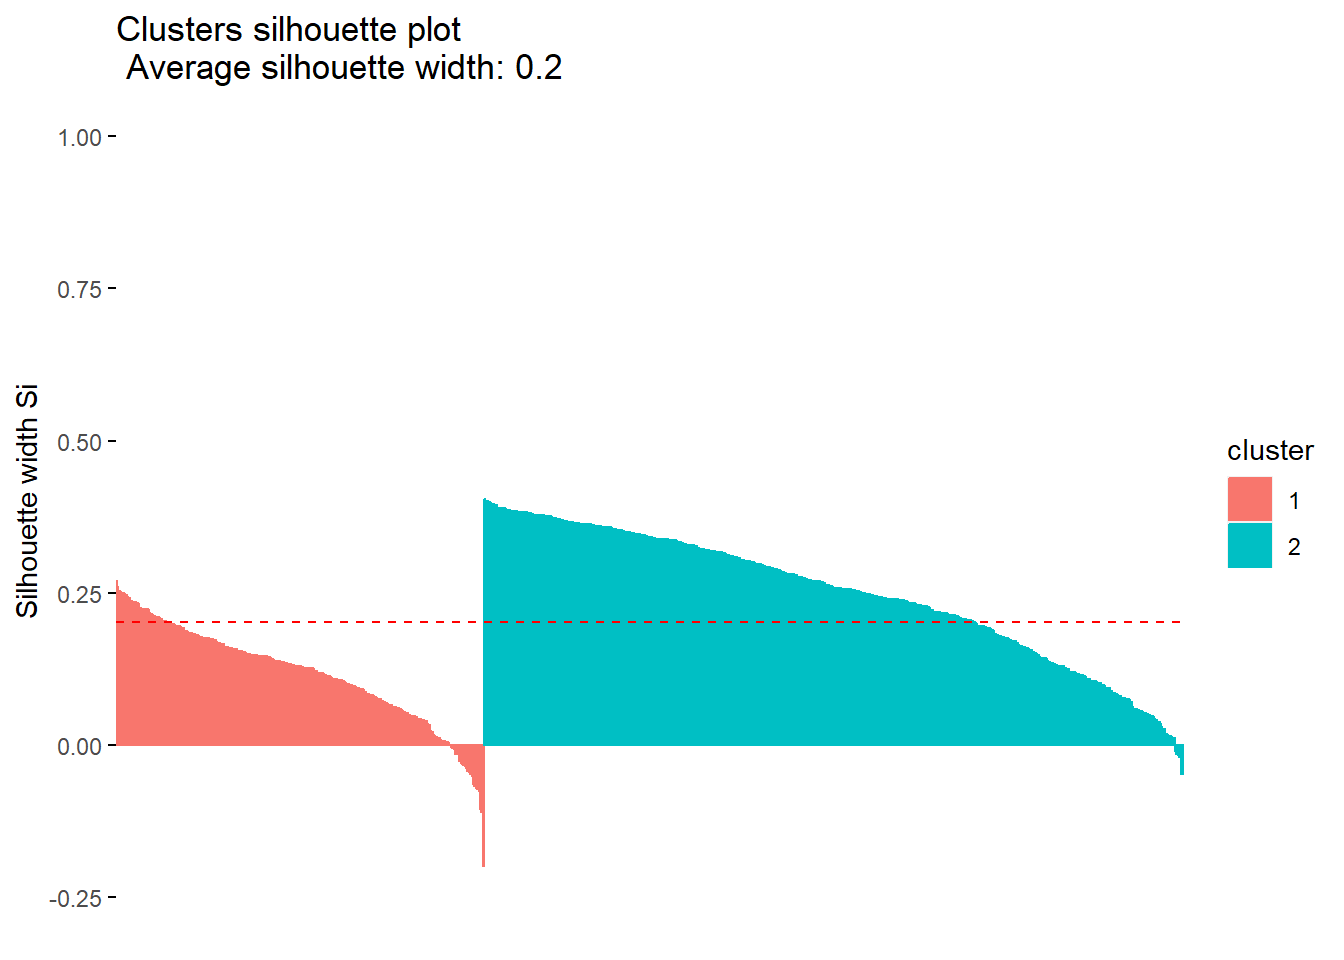 Clusters silhouette plot
Average silhouette width: 0.2
1.00
0.75
0.50
0.25
0.00
-0.25
Silhouette width Si
cluster
1
2